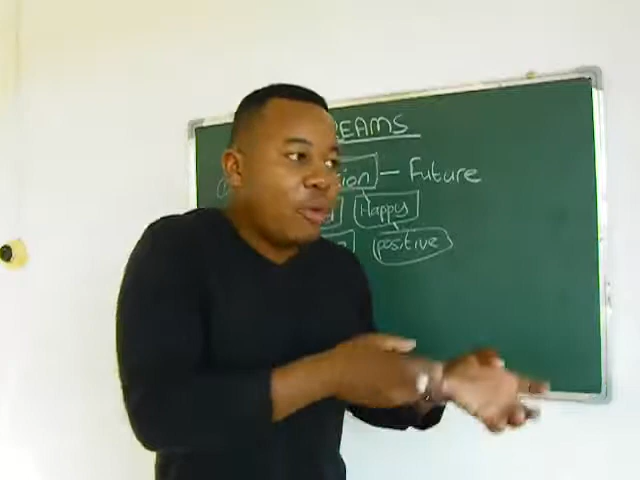 REAMS
ion — Future
Happy
positive